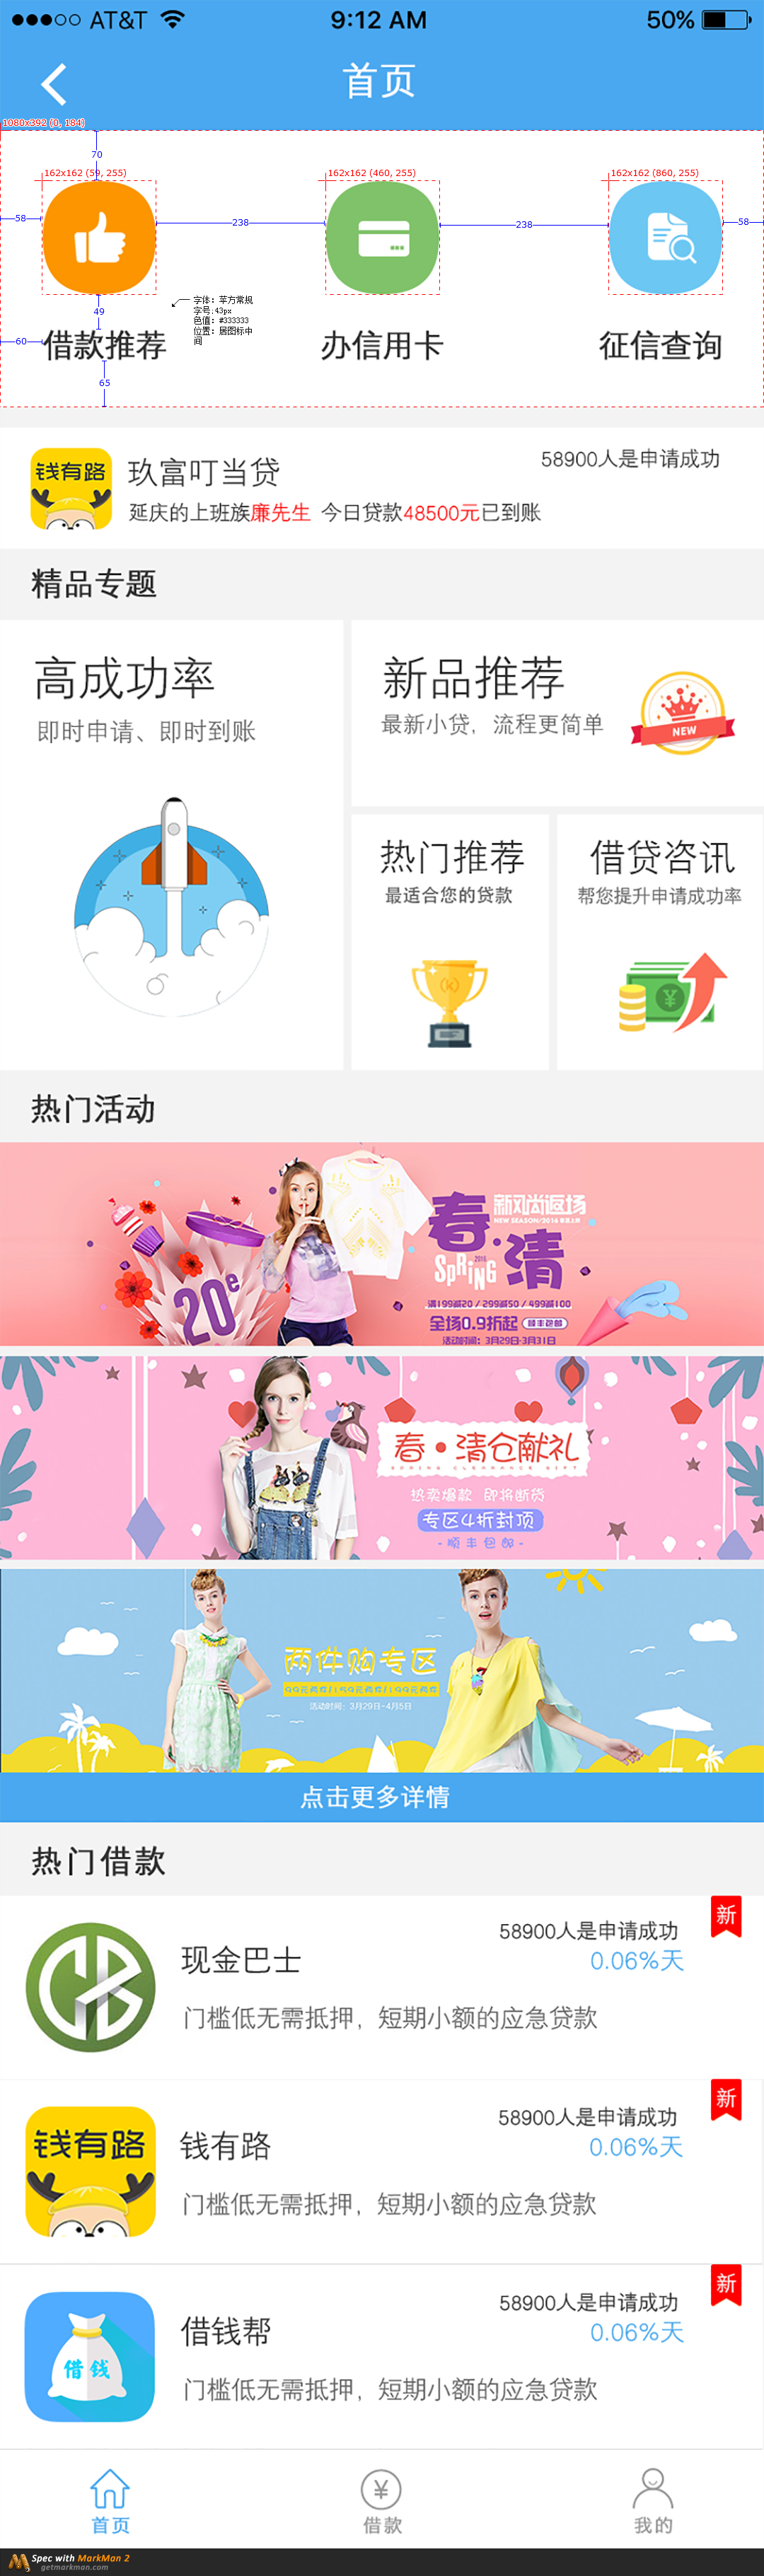 AT&T 9:12 AM 50%
首页
1080x392 (0, 184)
70
162x162 (59, 255) 162x162 (460, 255) 162x162 (860, 255)
58 238 238 58
49
字体：苹方常规
字号:43px
色值：#333333
位置：居图标中
间
60
借款推荐 办信用卡 征信查询
65
钱有路
玖富叮当贷 58900人是申请成功
延庆的上班族廉先生 今日贷款48500元已到账
精品专题
高成功率
即时申请、即时到账
新品推荐
最新小贷，流程更简单
NEW
热门推荐
最适合您的贷款
借贷咨讯
帮您提升申请成功率
热门活动
20e
春·清
新风尚返场
NEW SEASON/2016
2016
SPRiNG
满199减20 / 299减50 / 499减100
全场0.9折起 顺丰包邮
活动时间：3月29日-3月31日
春·清仓献礼
SPRING CLEARANCE GIFT
热卖爆款 即将断货
专区4折封顶
-顺丰包邮-
两件购专区
99元两件/159元两件/199元两件
活动时间：3月29日-4月5日
点击更多详情
热门借款
新
58900人是申请成功
现金巴士 0.06%天
门槛低无需抵押，短期小额的应急贷款
新
58900人是申请成功
钱有路
钱有路 0.06%天
门槛低无需抵押，短期小额的应急贷款
新
58900人是申请成功
借钱帮 0.06%天
借钱
门槛低无需抵押，短期小额的应急贷款
首页 借款 我的
Spec with MarkMan 2
getmarkman.com